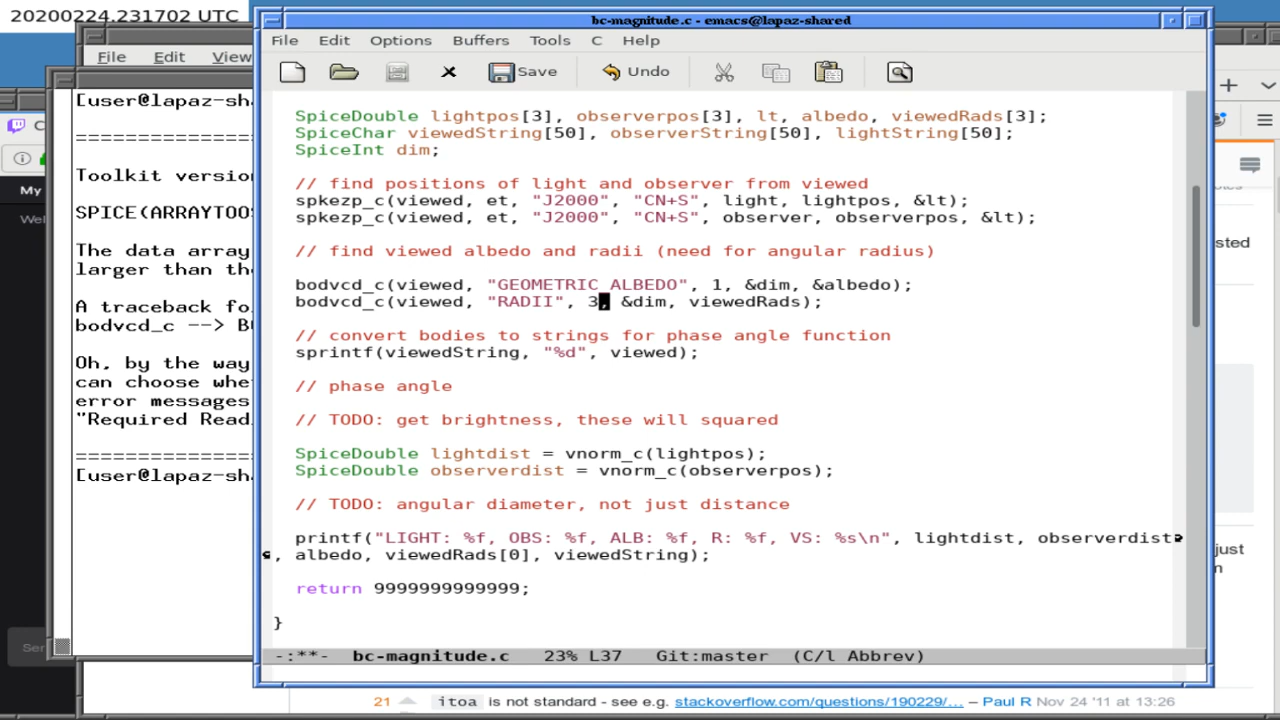 20200224.231702 UTC
bc-magnitude.c - emacs@lapaz-shared
File Edit View
File Edit Options Buffers Tools C Help
Save Undo
[user@lapaz-sha
Toolkit version
SPICE(ARRAYTOOS
The data array
larger than the
A traceback fo
bodvcd_c --> B
Oh, by the way
can choose whe
error messages
"Required Read
[user@lapaz-sha
My
Wel
Ser
SpiceDouble lightpos[3], observerpos[3], lt, albedo, viewedRads[3];
SpiceChar viewedString[50], observerString[50], lightString[50];
SpiceInt dim;
// find positions of light and observer from viewed
spkezp_c(viewed, et, "J2000", "CN+S", light, lightpos, &lt);
spkezp_c(viewed, et, "J2000", "CN+S", observer, observerpos, &lt);
// find viewed albedo and radii (need for angular radius)
bodvcd_c(viewed, "GEOMETRIC_ALBEDO", 1, &dim, &albedo);
bodvcd_c(viewed, "RADII", 3, &dim, viewedRads);
// convert bodies to strings for phase angle function
sprintf(viewedString, "%d", viewed);
// phase angle
// TODO: get brightness, these will squared
SpiceDouble lightdist = vnorm_c(lightpos);
SpiceDouble observerdist = vnorm_c(observerpos);
// TODO: angular diameter, not just distance
printf("LIGHT: %f, OBS: %f, ALB: %f, R: %f, VS: %s\n", lightdist, observerdist
, albedo, viewedRads[0], viewedString);
return 9999999999999;
}
-:**- bc-magnitude.c 23% L37 Git:master (C/l Abbrev)
sted
just
21 itoa is not standard - see e.g. stackoverflow.com/questions/190229/… – Paul R Nov 24 '11 at 13:26